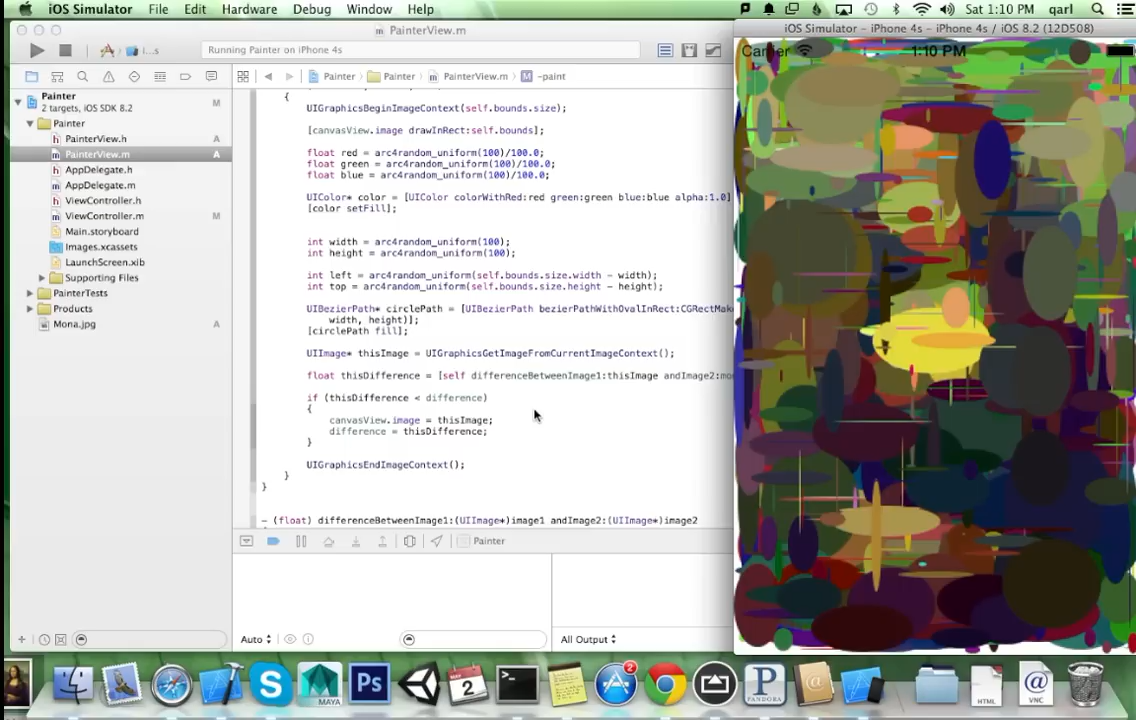 iOS Simulator File Edit Hardware Debug Window Help
Sat 1:10 PM qarl
PainterView.m
iOS Simulator – iPhone 4s – iPhone 4s / iOS 8.2 (12D508)
Running Painter on iPhone 4s
Carrier 1:10 PM
Painter
Painter
PainterView.m
M -paint
Painter M
2 targets, iOS SDK 8.2
Painter
h PainterView.h A
m PainterView.m A
h AppDelegate.h
m AppDelegate.m
h ViewController.h
m ViewController.m M
Main.storyboard
Images.xcassets
LaunchScreen.xib
Supporting Files
PainterTests
Products
Mona.jpg A
{
UIGraphicsBeginImageContext(self.bounds.size);
[canvasView.image drawInRect:self.bounds];
float red = arc4random_uniform(100)/100.0;
float green = arc4random_uniform(100)/100.0;
float blue = arc4random_uniform(100)/100.0;
UIColor* color = [UIColor colorWithRed:red green:green blue:blue alpha:1.0]
[color setFill];
int width = arc4random_uniform(100);
int height = arc4random_uniform(100);
int left = arc4random_uniform(self.bounds.size.width - width);
int top = arc4random_uniform(self.bounds.size.height - height);
UIBezierPath* circlePath = [UIBezierPath bezierPathWithOvalInRect:CGRectMak
width, height)];
[circlePath fill];
UIImage* thisImage = UIGraphicsGetImageFromCurrentImageContext();
float thisDifference = [self differenceBetweenImage1:thisImage andImage2:mo
if (thisDifference < difference)
{
canvasView.image = thisImage;
difference = thisDifference;
}
UIGraphicsEndImageContext();
}
}
- (float) differenceBetweenImage1:(UIImage*)image1 andImage2:(UIImage*)image2
Painter
Auto
All Output
MAYA
Ps
2
2
P
HTML
@
VNC